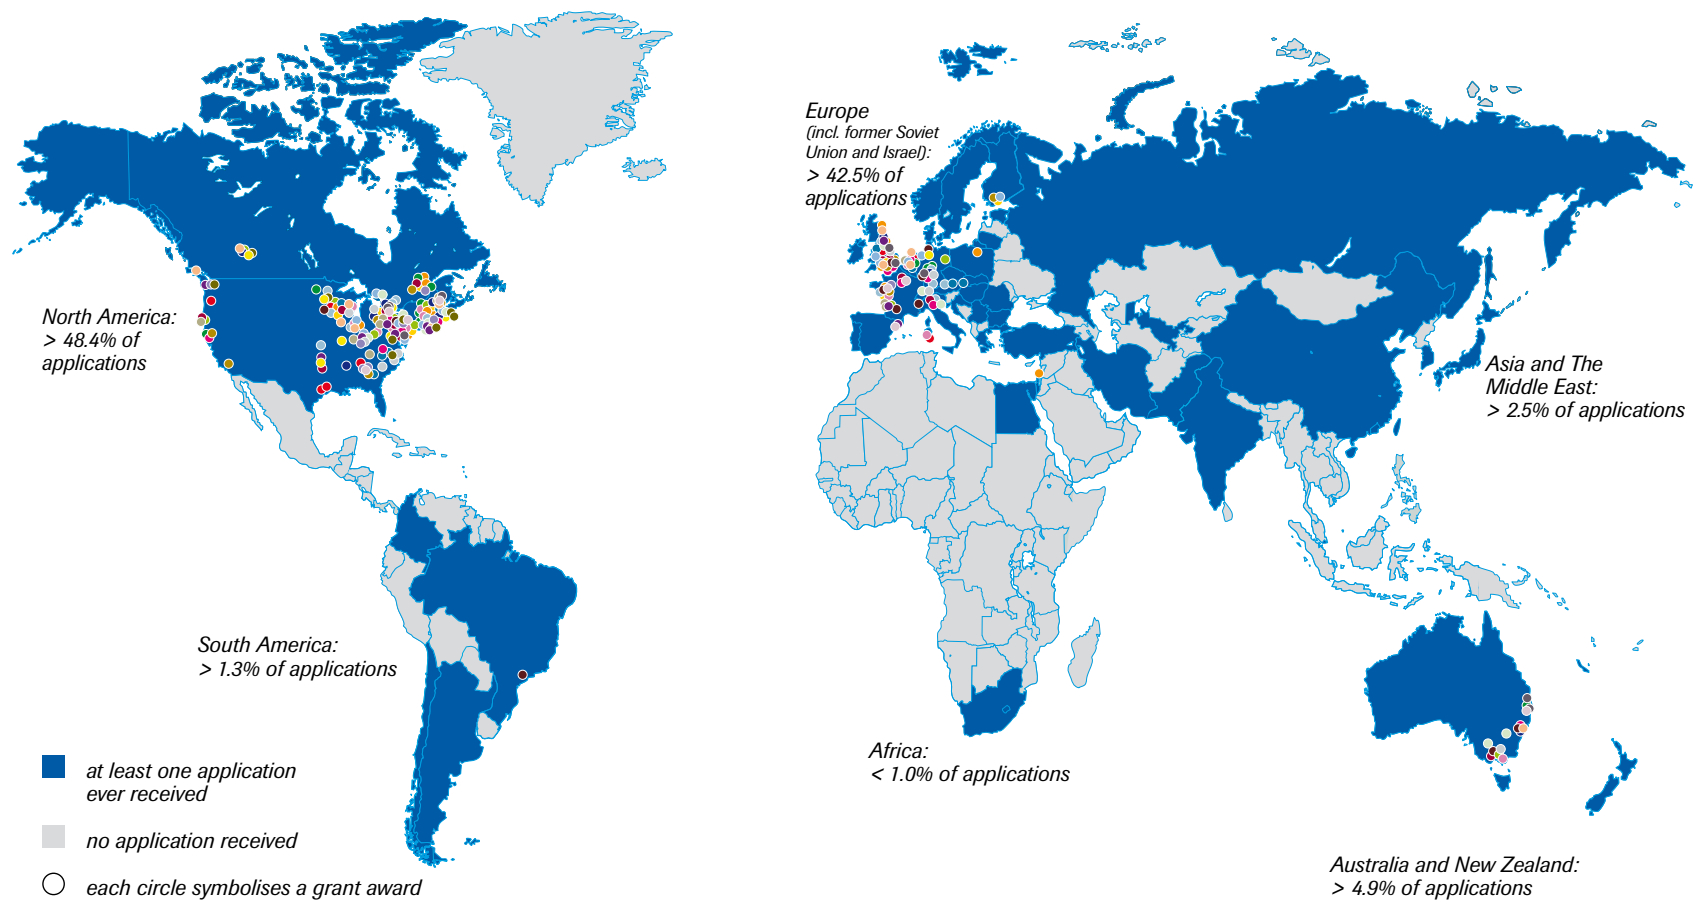 Europe
(incl. former Soviet
Union and Israel):
> 42.5% of
applications
North America:
> 48.4% of
applications
Asia and The
Middle East:
> 2.5% of applications
South America:
> 1.3% of applications
Africa:
< 1.0% of applications
Australia and New Zealand:
> 4.9% of applications
at least one application
ever received
no application received
each circle symbolises a grant award